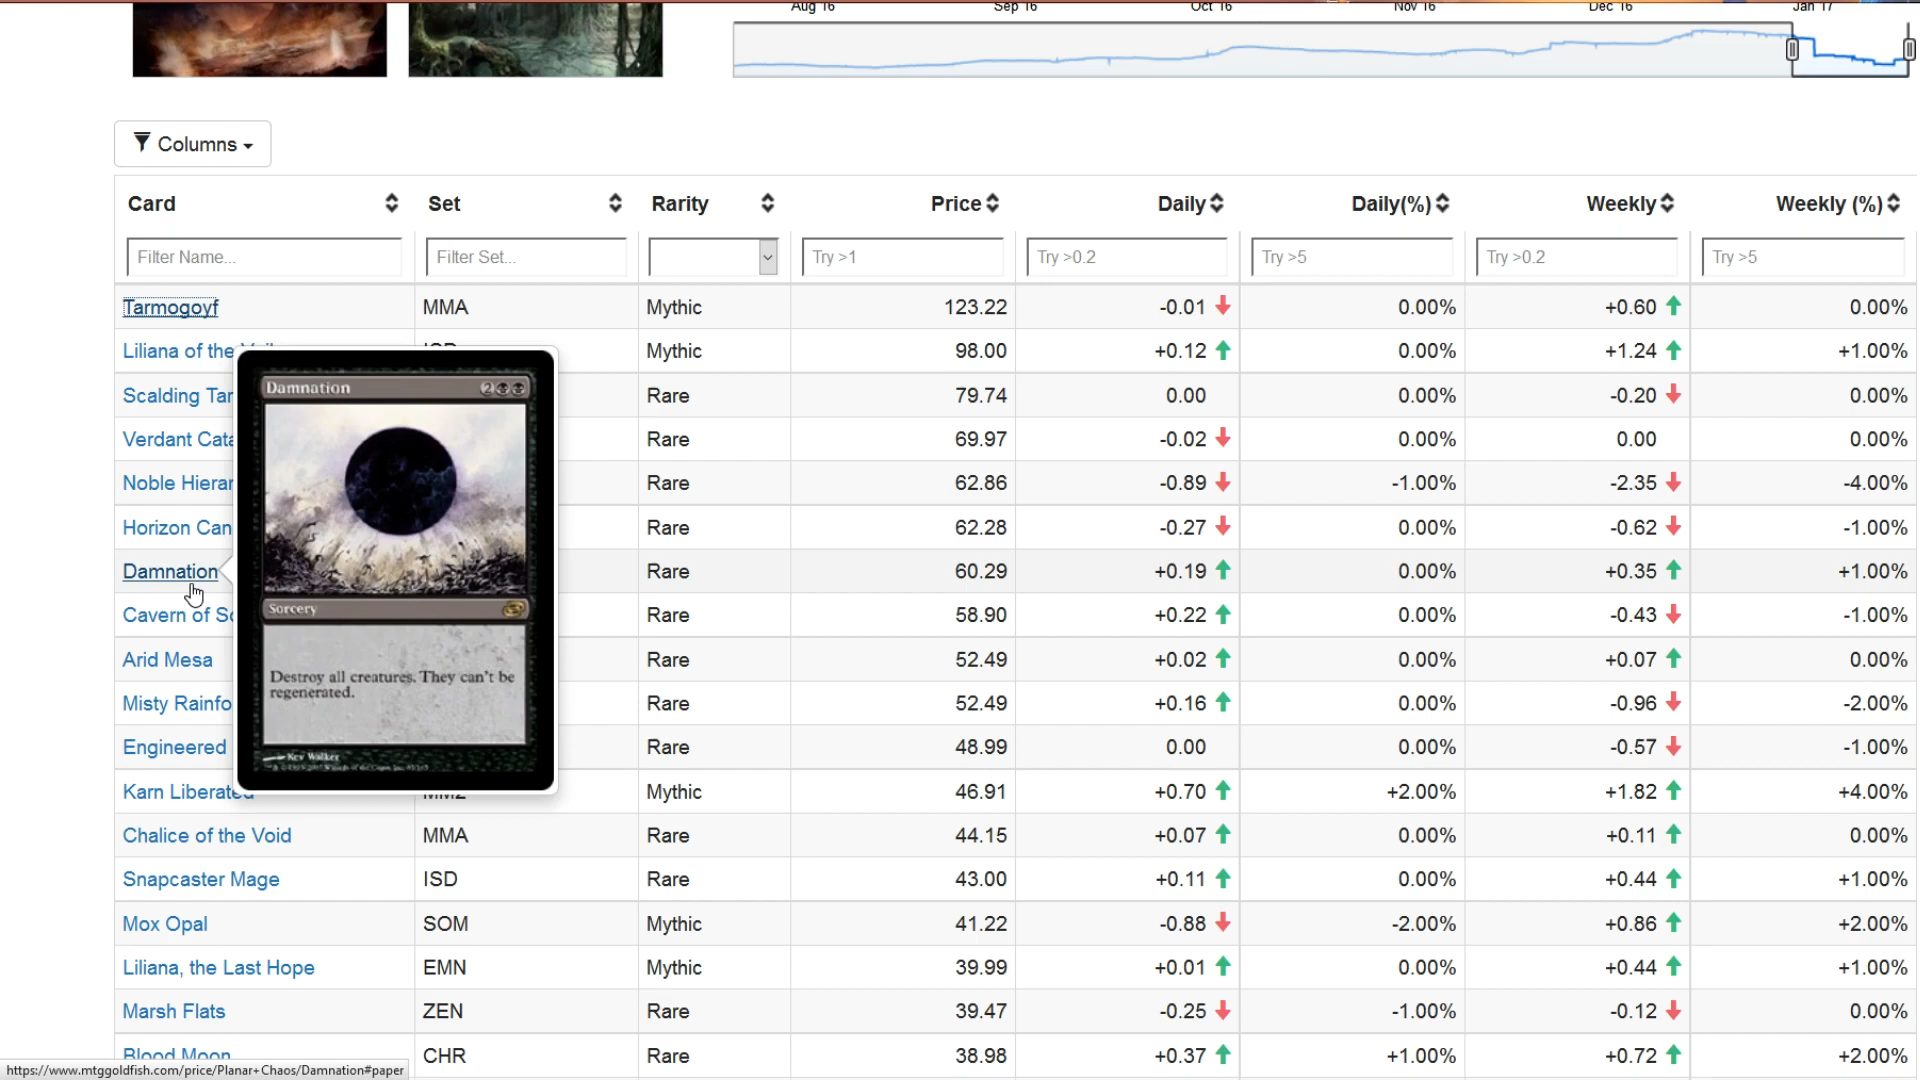 Aug 16 Sep 16 Oct 16 Nov 16 Dec 16 Jan 17
Columns
Card Set Rarity Price Daily Daily(%) Weekly Weekly (%)
Filter Name... Filter Set... Try >1 Try >0.2 Try >5 Try >0.2 Try >5
Tarmogoyf MMA Mythic 123.22 -0.01 0.00% +0.60 0.00%
Liliana of the Mythic 98.00 +0.12 0.00% +1.24 +1.00%
Scalding Tar Rare 79.74 0.00 0.00% -0.20 0.00%
Verdant Cata Rare 69.97 -0.02 0.00% 0.00 0.00%
Noble Hierar Rare 62.86 -0.89 -1.00% -2.35 -4.00%
Horizon Can Rare 62.28 -0.27 0.00% -0.62 -1.00%
Damnation Rare 60.29 +0.19 0.00% +0.35 +1.00%
Cavern of So Rare 58.90 +0.22 0.00% -0.43 -1.00%
Arid Mesa Rare 52.49 +0.02 0.00% +0.07 0.00%
Misty Rainfo Rare 52.49 +0.16 0.00% -0.96 -2.00%
Engineered Rare 48.99 0.00 0.00% -0.57 -1.00%
Karn Liberated MM2 Mythic 46.91 +0.70 +2.00% +1.82 +4.00%
Chalice of the Void MMA Rare 44.15 +0.07 0.00% +0.11 0.00%
Snapcaster Mage ISD Rare 43.00 +0.11 0.00% +0.44 +1.00%
Mox Opal SOM Mythic 41.22 -0.88 -2.00% +0.86 +2.00%
Liliana, the Last Hope EMN Mythic 39.99 +0.01 0.00% +0.44 +1.00%
Marsh Flats ZEN Rare 39.47 -0.25 -1.00% -0.12 0.00%
Blood Moon CHR Rare 38.98 +0.37 +1.00% +0.72 +2.00%
Damnation 2
Sorcery
Destroy all creatures. They can't be
regenerated.
Kev Walker
https://www.mtggoldfish.com/price/Planar+Chaos/Damnation#paper